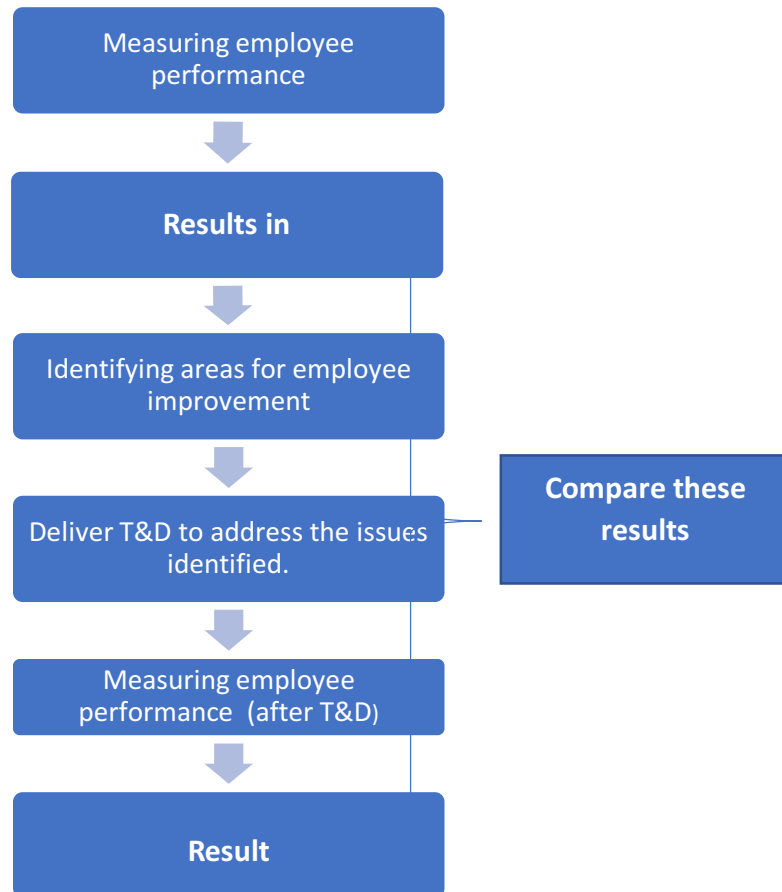 Measuring employee
performance
Results in
Identifying areas for employee
improvement
Deliver T&D to address the issues
identified.
Compare these
results
Measuring employee
performance  (after T&D)
Result